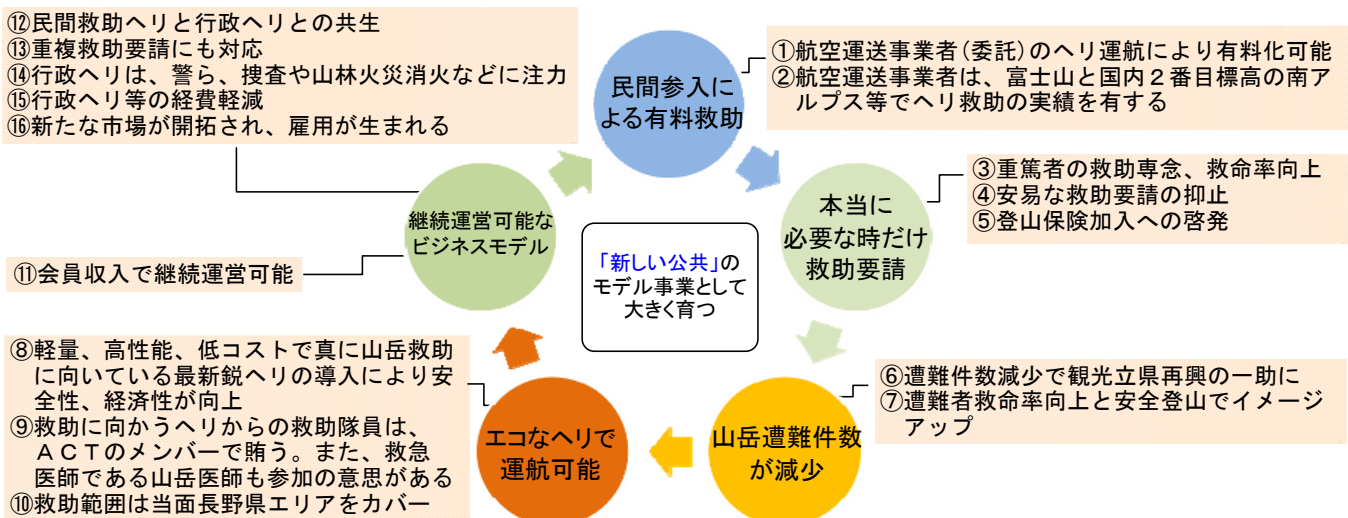 ⑫民間救助ヘリと行政ヘリとの共生
⑬重複救助要請にも対応
⑭行政ヘリは、警ら、捜査や山林火災消火などに注力
⑮行政ヘリ等の経費軽減
⑯新たな市場が開拓され、雇用が生まれる
民間参入に
よる有料救助
①航空運送事業者(委託)のヘリ運航により有料化可能
②航空運送事業者は、富士山と国内2番目標高の南ア
ルプス等でヘリ救助の実績を有する
③重篤者の救助専念、救命率向上
④安易な救助要請の抑止
⑤登山保険加入への啓発
本当に
必要な時だけ
救助要請
継続運営可能な
ビジネスモデル
「新しい公共」の
モデル事業として
大きく育つ
⑪会員収入で継続運営可能
⑥遭難件数減少で観光立県再興の一助に
⑦遭難者救命率向上と安全登山でイメージ
アップ
山岳遭難件数
が減少
エコなヘリで
運航可能
⑧軽量、高性能、低コストで真に山岳救助
に向いている最新鋭ヘリの導入により安
全性、経済性が向上
⑨救助に向かうヘリからの救助隊員は、
ACTのメンバーで賄う。また、救急
医師である山岳医師も参加の意思がある
⑩救助範囲は当面長野県エリアをカバー